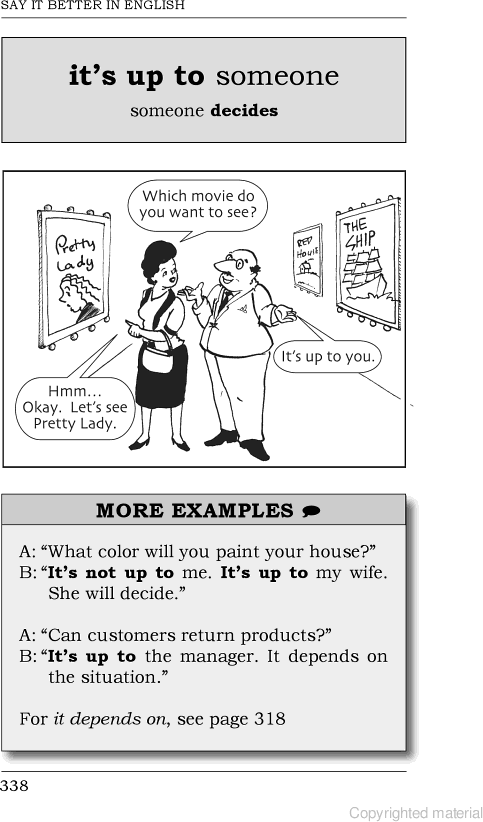 SAY IT BETTER IN ENGLISH
it's up to someone
someone decides
Which movie do
you want to see?
Pretty
Lady
RED
HOUSE
THE
SHIP
It's up to you.
Hmm...
Okay. Let's see
Pretty Lady.
MORE EXAMPLES
A: “What color will you paint your house?”
B: “It's not up to me. It's up to my wife.
She will decide.”
A: “Can customers return products?”
B: “It's up to the manager. It depends on
the situation.”
For it depends on, see page 318
338
Copyrighted material